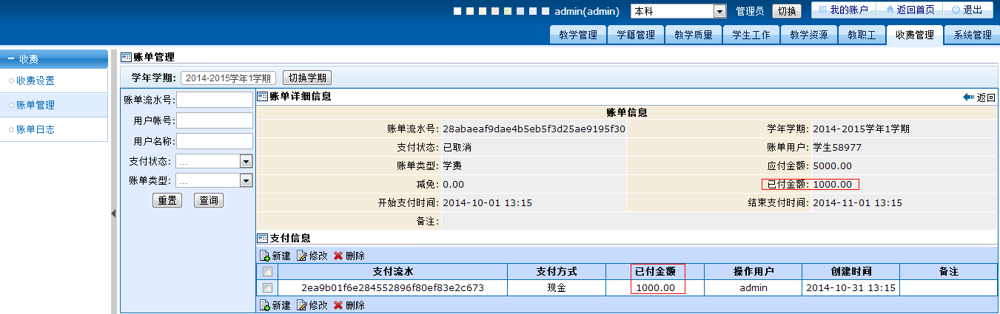 admin(admin) 本科 管理员 切换 我的账户 返回首页 退出
教学管理 学籍管理 教学质量 学生工作 教学资源 教职工 收费管理 系统管理
收费
收费设置
账单管理
账单日志
账单管理
学年学期: 2014-2015学年1学期 切换学期
账单流水号:
用户帐号:
用户名称:
支付状态: ...
账单类型: ...
重置 查询
账单详细信息 返回
账单信息
账单流水号: 28abaeaf9dae4b5eb5f3d25ae9195f30 学年学期: 2014-2015学年1学期
支付状态: 已取消 账单用户: 学生58977
账单类型: 学费 应付金额: 5000.00
减免: 0.00 已付金额: 1000.00
开始支付时间: 2014-10-01 13:15 结束支付时间: 2014-11-01 13:15
备注:
支付信息
新建 修改 删除
支付流水 支付方式 已付金额 操作用户 创建时间 备注
2ea9b01f6e284552896f80ef83e2c673 现金 1000.00 admin 2014-10-31 13:15
新建 修改 删除